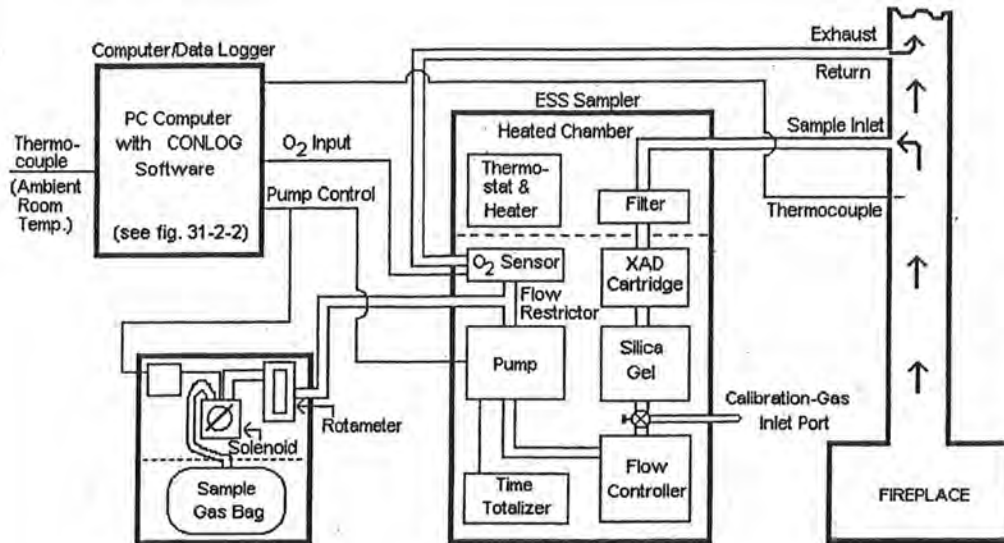 Computer/Data Logger
PC Computer
with CONLOG
Software
(see fig. 31-2-2)
Thermo-
couple
(Ambient
Room
Temp.)
O2 Input
Pump Control
ESS Sampler
Heated Chamber
Thermo-
stat &
Heater
Filter
O2 Sensor
XAD
Cartridge
Flow
Restrictor
Pump
Silica
Gel
Time
Totalizer
Flow
Controller
Rotameter
Solenoid
Sample
Gas Bag
Exhaust
Return
Sample Inlet
Thermocouple
Calibration-Gas
Inlet Port
FIREPLACE